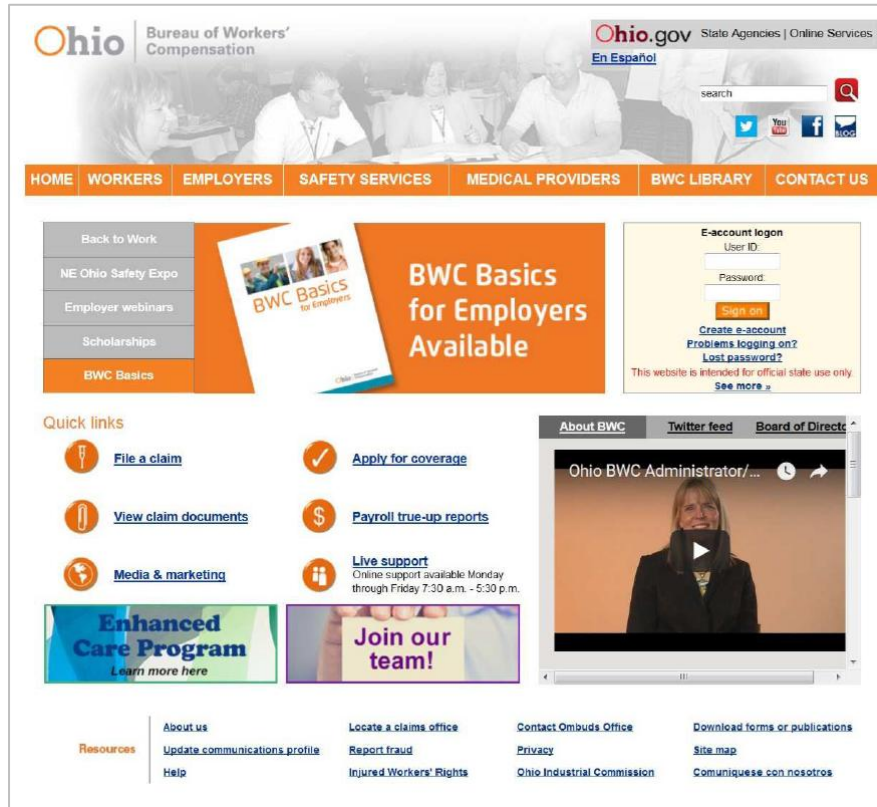 Ohio
Bureau of Workers'
Compensation
Ohio.gov State Agencies | Online Services
En Español
search
You
Tube
f
BLOG
HOME WORKERS EMPLOYERS SAFETY SERVICES MEDICAL PROVIDERS BWC LIBRARY CONTACT US
Back to Work
NE Ohio Safety Expo
Employer webinars
Scholarships
BWC Basics
BWC Basics
for Employers
Ohio
BWC Basics
for Employers
Available
E-account logon
User ID:
Password:
Sign on
Create e-account
Problems logging on?
Lost password?
This website is intended for official state use only.
See more »
Quick links
File a claim
Apply for coverage
View claim documents
$
Payroll true-up reports
Media & marketing
Live support
Online support available Monday
through Friday 7:30 a.m. - 5:30 p.m.
Enhanced
Care Program
Learn more here
Join our
team!
About BWC Twitter feed Board of Directo
Ohio BWC Administrator/...
Resources
About us
Update communications profile
Help
Locate a claims office
Report fraud
Injured Workers' Rights
Contact Ombuds Office
Privacy
Ohio Industrial Commission
Download forms or publications
Site map
Comuniquese con nosotros